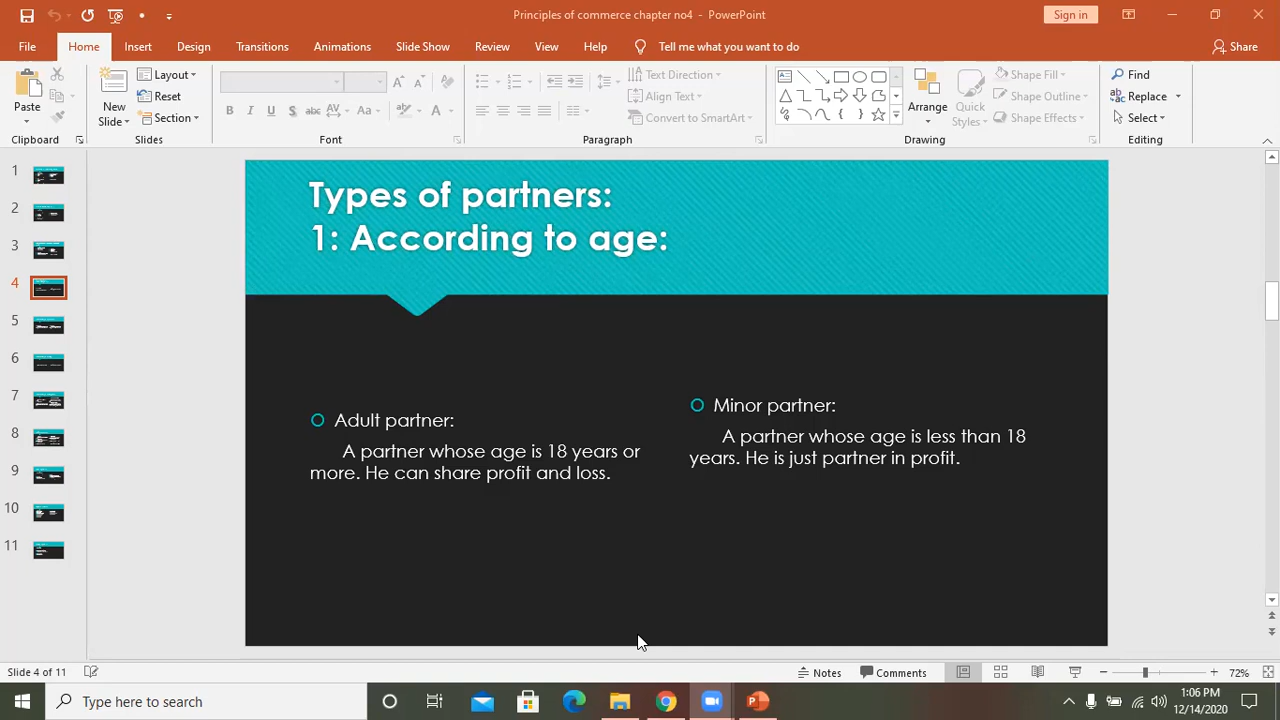 Principles of commerce chapter no4 - PowerPoint
Sign in
File Home Insert Design Transitions Animations Slide Show Review View Help Tell me what you want to do Share
Paste
Clipboard
New Slide
Layout
Reset
Section
Slides
B I U S abc AV Aa A
Font
Text Direction
Align Text
Convert to SmartArt
Paragraph
Arrange
Quick Styles
Shape Fill
Shape Outline
Shape Effects
Drawing
Find
Replace
Select
Editing
1
2
3
4
5
6
7
8
9
10
11
Types of partners:
1: According to age:
Adult partner:
A partner whose age is 18 years or
more. He can share profit and loss.
Minor partner:
A partner whose age is less than 18
years. He is just partner in profit.
Slide 4 of 11
Notes Comments 72%
Type here to search
1:06 PM
12/14/2020